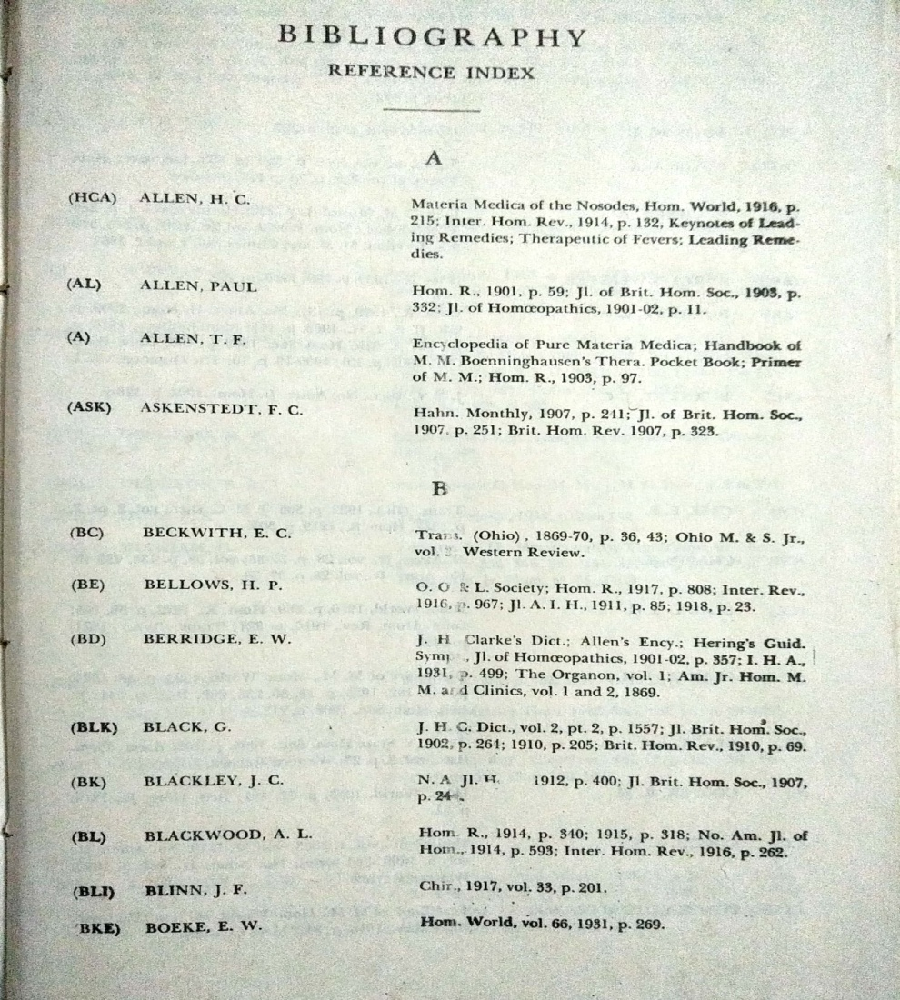 BIBLIOGRAPHY
REFERENCE INDEX
A
(HCA) ALLEN, H. C. Materia Medica of the Nosodes, Hom. World, 1916, p.
215; Inter. Hom. Rev., 1914, p. 132, Keynotes of Lead-
ing Remedies; Therapeutic of Fevers; Leading Reme-
dies.
(AL) ALLEN, PAUL Hom. R., 1901, p. 59; Jl. of Brit. Hom. Soc., 1903, p.
332; Jl. of Homœopathics, 1901-02, p. 11.
(A) ALLEN, T. F. Encyclopedia of Pure Materia Medica; Handbook of
M. M. Boenninghausen's Thera. Pocket Book; Primer
of M. M.; Hom. R., 1903, p. 97.
(ASK) ASKENSTEDT, F. C. Hahn. Monthly, 1907, p. 241; Jl. of Brit. Hom. Soc.,
1907, p. 251; Brit. Hom. Rev. 1907, p. 323.
B
(BC) BECKWITH, E. C. Trans. (Ohio), 1869-70, p. 36, 43; Ohio M. & S. Jr.,
vol. Western Review.
(BE) BELLOWS, H. P. O. O & L. Society; Hom. R., 1917, p. 808; Inter. Rev.,
1916, p. 967; Jl. A. I. H., 1911, p. 85; 1918, p. 23.
(BD) BERRIDGE, E. W. J. H Clarke's Dict.; Allen's Ency.; Hering's Guid.
Symp., Jl. of Homœopathics, 1901-02, p. 357; I. H. A.,
1931, p. 499; The Organon, vol. 1; Am. Jr. Hom. M.
M. and Clinics, vol. 1 and 2, 1869.
(BLK) BLACK, G. J. H. C. Dict., vol. 2, pt. 2, p. 1557; Jl. Brit. Hom. Soc.,
1902, p. 264; 1910, p. 205; Brit. Hom. Rev., 1910, p. 69.
(BK) BLACKLEY, J. C. N. A Jl. H. 1912, p. 400; Jl. Brit. Hom. Soc., 1907,
p.
(BL) BLACKWOOD, A. L. Hom. R., 1914, p. 340; 1915, p. 318; No. Am. Jl. of
Hom., 1914, p. 593; Inter. Hom. Rev., 1916, p. 262.
(BLI) BLINN, J. F. Chir., 1917, vol. 33, p. 201.
(BKE) BOEKE, E. W. Hom. World, vol. 66, 1931, p. 269.